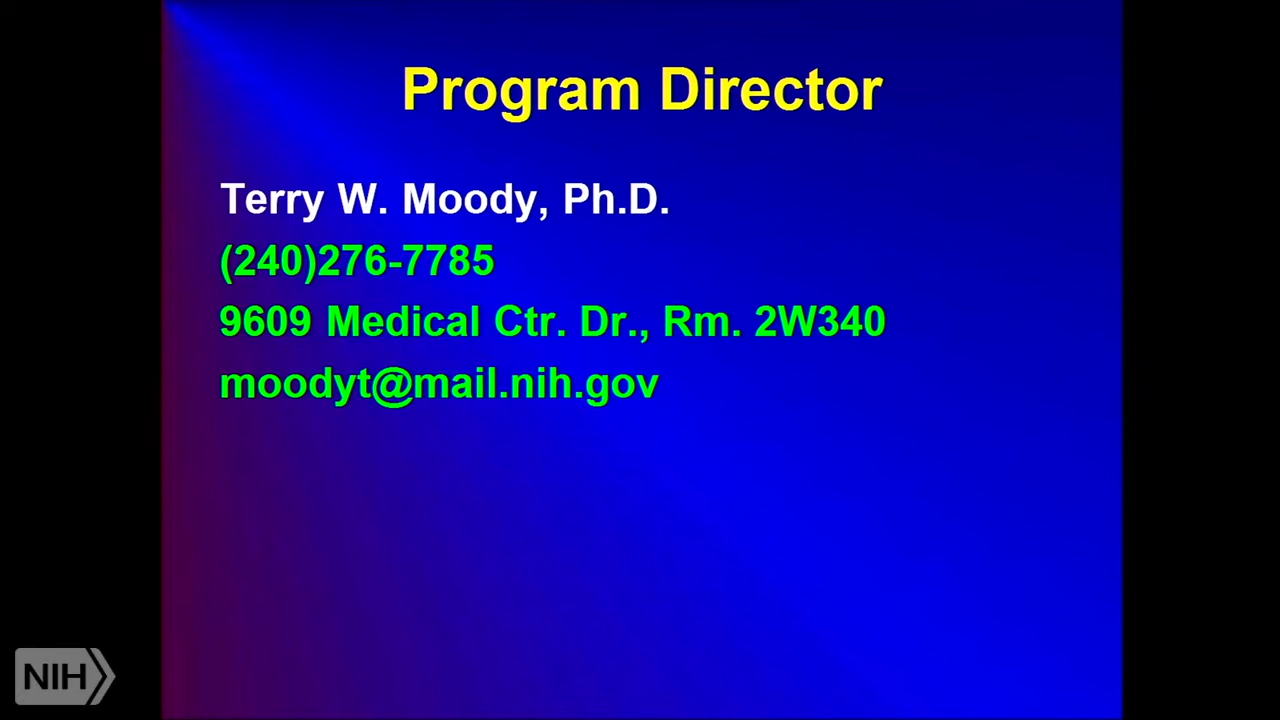 Program Director
Terry W. Moody, Ph.D.
(240)276-7785
9609 Medical Ctr. Dr., Rm. 2W340
moodyt@mail.nih.gov
NIH